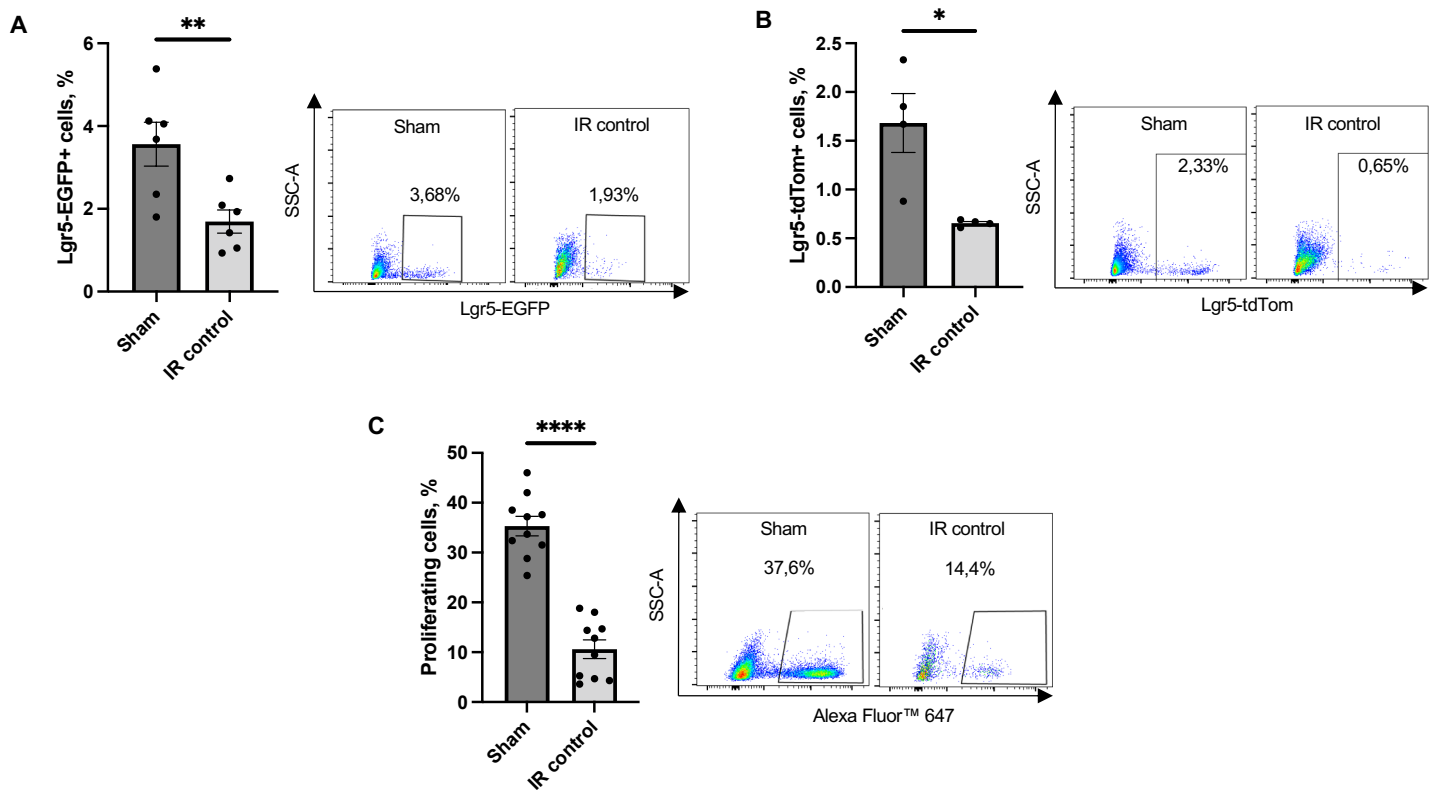 A
**
Lgr5-EGFP+ cells, %
6
4
2
0
Sham
IR control
SSC-A
Sham
3,68%
IR control
1,93%
Lgr5-EGFP
B
*
Lgr5-tdTom+ cells, %
2.5
2.0
1.5
1.0
0.5
0.0
Sham
IR control
SSC-A
Sham
2,33%
IR control
0,65%
Lgr5-tdTom
C
****
Proliferating cells, %
50
40
30
20
10
0
Sham
IR control
SSC-A
Sham
37,6%
IR control
14,4%
Alexa Fluor™ 647